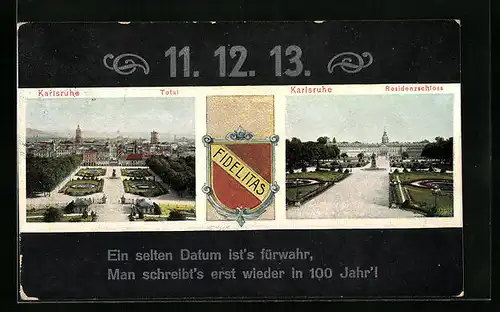 11. 12. 13.
Karlsruhe Total
Karlsruhe Residenzschloss
FIDELITAS
Ein selten Datum ist's fürwahr,
Man schreibt's erst wieder in 100 Jahr'!